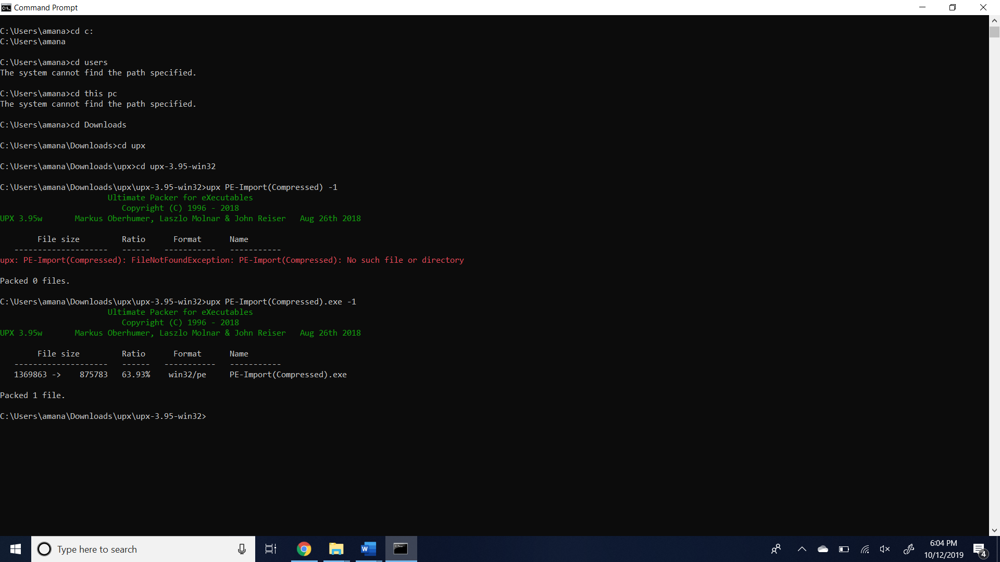 Command Prompt
C:\Users\amana>cd c:
C:\Users\amana
C:\Users\amana>cd users
The system cannot find the path specified.
C:\Users\amana>cd this pc
The system cannot find the path specified.
C:\Users\amana>cd Downloads
C:\Users\amana\Downloads>cd upx
C:\Users\amana\Downloads\upx>cd upx-3.95-win32
C:\Users\amana\Downloads\upx\upx-3.95-win32>upx PE-Import(Compressed) -1
Ultimate Packer for eXecutables
Copyright (C) 1996 - 2018
UPX 3.95w       Markus Oberhumer, Laszlo Molnar & John Reiser   Aug 26th 2018
File size         Ratio      Format      Name
--------------------   ------   -----------   -----------
upx: PE-Import(Compressed): FileNotFoundException: PE-Import(Compressed): No such file or directory
Packed 0 files.
C:\Users\amana\Downloads\upx\upx-3.95-win32>upx PE-Import(Compressed).exe -1
Ultimate Packer for eXecutables
Copyright (C) 1996 - 2018
UPX 3.95w       Markus Oberhumer, Laszlo Molnar & John Reiser   Aug 26th 2018
File size         Ratio      Format      Name
--------------------   ------   -----------   -----------
1369863 ->    875783   63.93%    win32/pe     PE-Import(Compressed).exe
Packed 1 file.
C:\Users\amana\Downloads\upx\upx-3.95-win32>
Type here to search
6:04 PM
10/12/2019
4